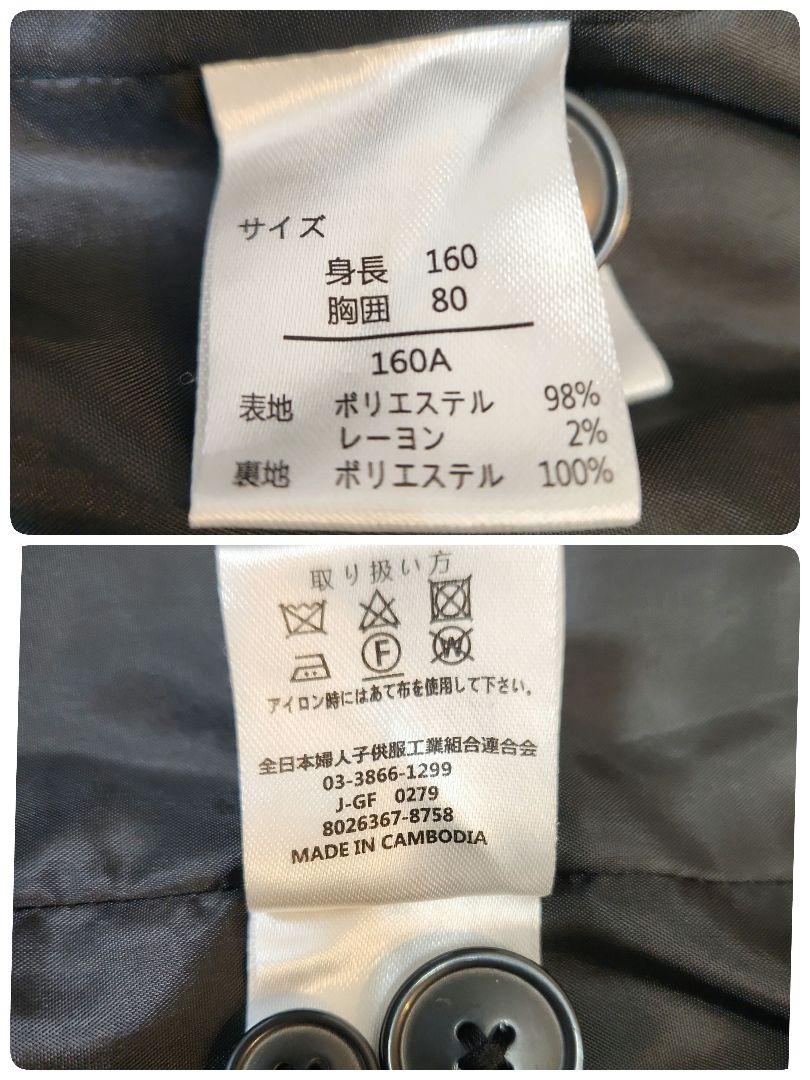 サイズ
身長 160
胸囲 80
160A
表地 ポリエステル 98%
レーヨン 2%
裏地 ポリエステル 100%
取り扱い方
F W
アイロン時にはあて布を使用して下さい。
全日本婦人子供服工業組合連合会
03-3866-1299
J-GF 0279
8026367-8758
MADE IN CAMBODIA